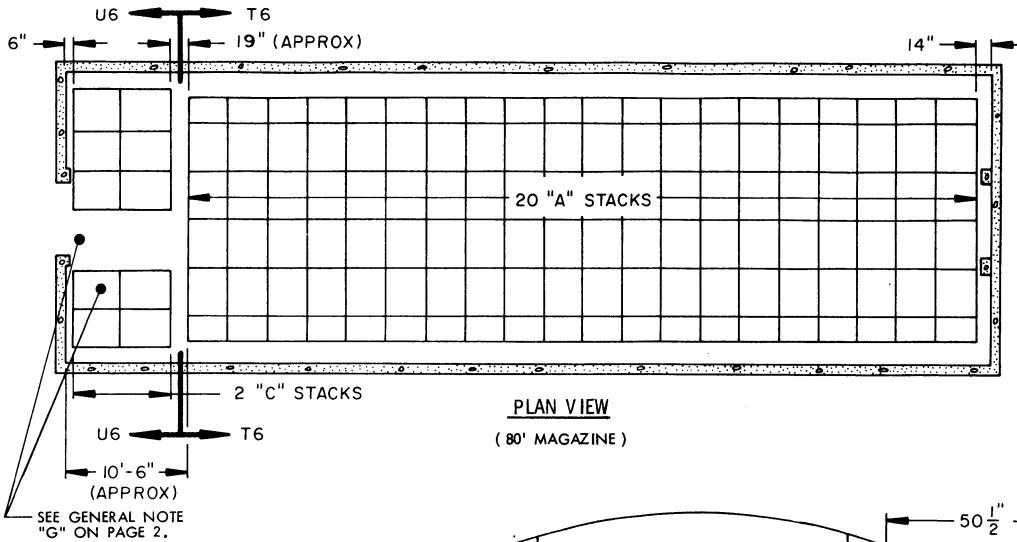 U6 T6
6" 19" (APPROX) 14"
20 "A" STACKS
2 "C" STACKS
PLAN VIEW
U6 T6
(80' MAGAZINE)
10'-6"
(APPROX)
SEE GENERAL NOTE
"G" ON PAGE 2.
50 1/2"